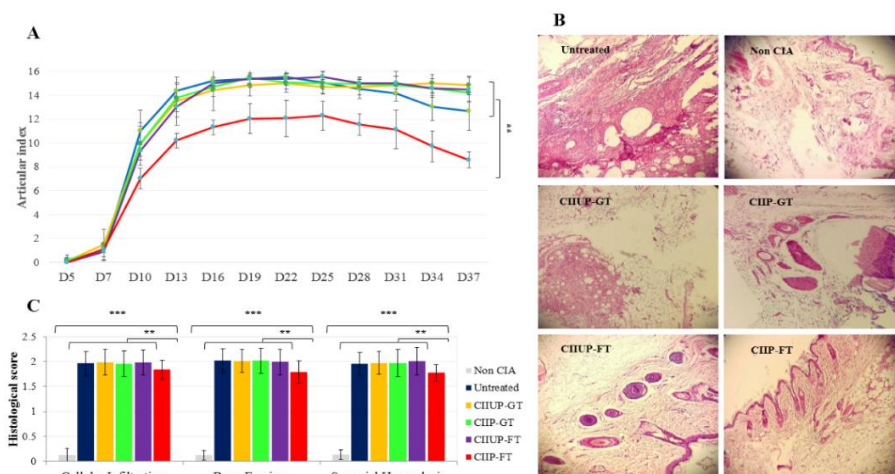 A
Articular index
16
14
12
10
8
6
4
2
0
**
D5 D7 D10 D13 D16 D19 D22 D25 D28 D31 D34 D37
B
Untreated
Non CIA
CIIUP-GT
CIIP-GT
CIIUP-FT
CIIP-FT
C
*** *** ***
** ** **
Histological score
2.5
2
1.5
1
0.5
0
Non CIA
Untreated
CIIUP-GT
CIIP-GT
CIIUP-FT
CIIP-FT